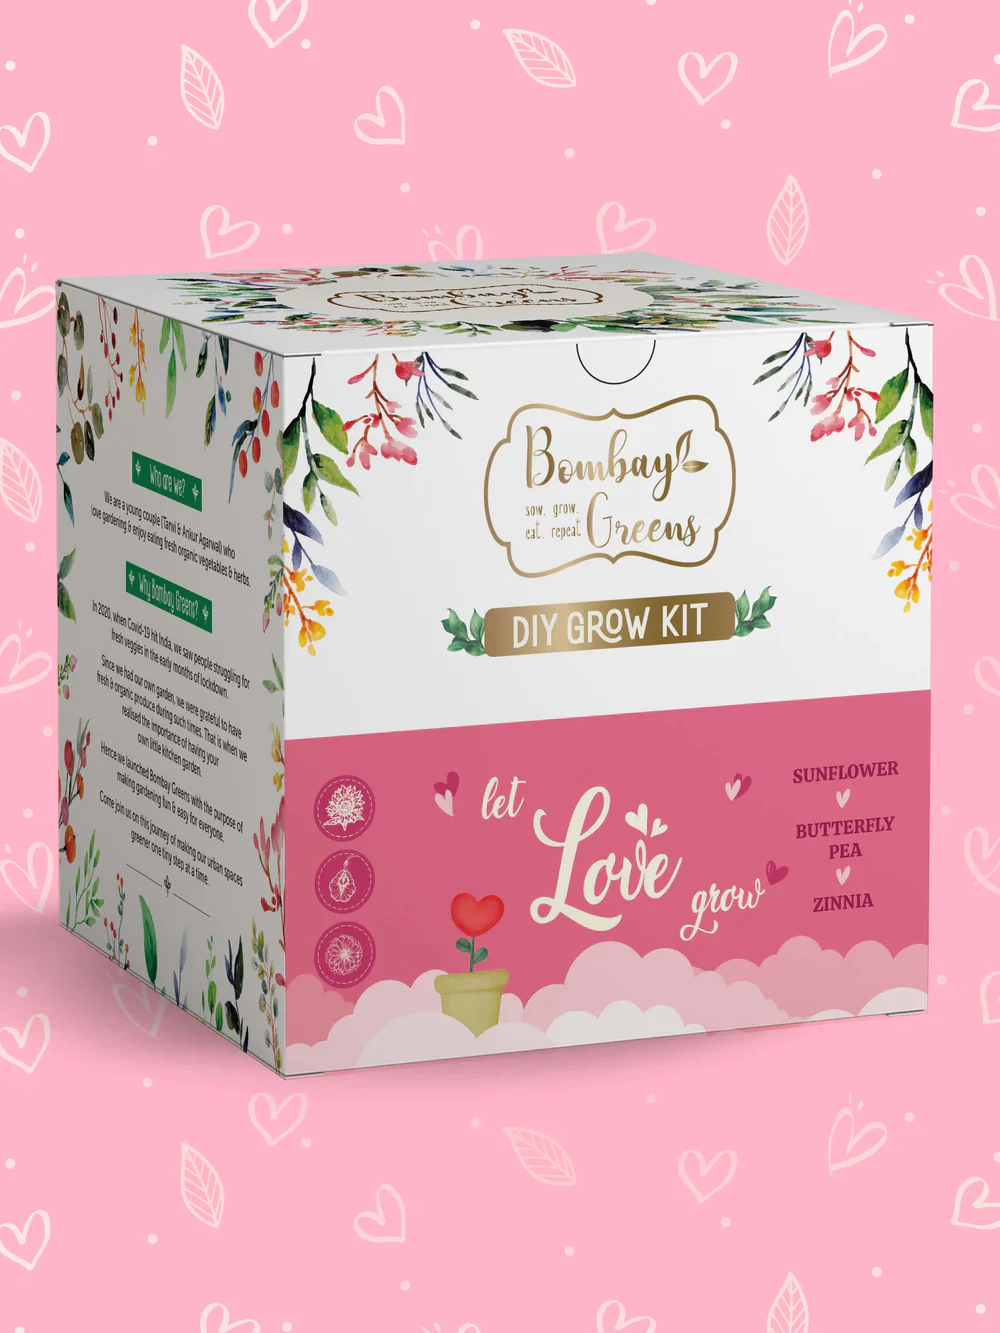 Bombay
Greens
Bombay
sow. grow.
eat. repeat
Greens
DIY GROW KIT
let
Love
grow
SUNFLOWER
BUTTERFLY
PEA
ZINNIA
Who are We?
We are a young couple (Tanvi & Ankur Agarwal) who
love gardening & enjoy eating fresh organic vegetables & herbs.
Why Bombay Greens?
In 2020, when Covid-19 hit India, we saw people struggling for
fresh veggies in the early months of lockdown.
Since we had our own garden, we were grateful to have
fresh & organic produce during such times. That is when we
realised the importance of having your
own little kitchen garden.
Hence we launched Bombay Greens with the purpose of
making gardening fun & easy for everyone.
Come join us on this journey of making our urban spaces
greener one tiny step at a time.